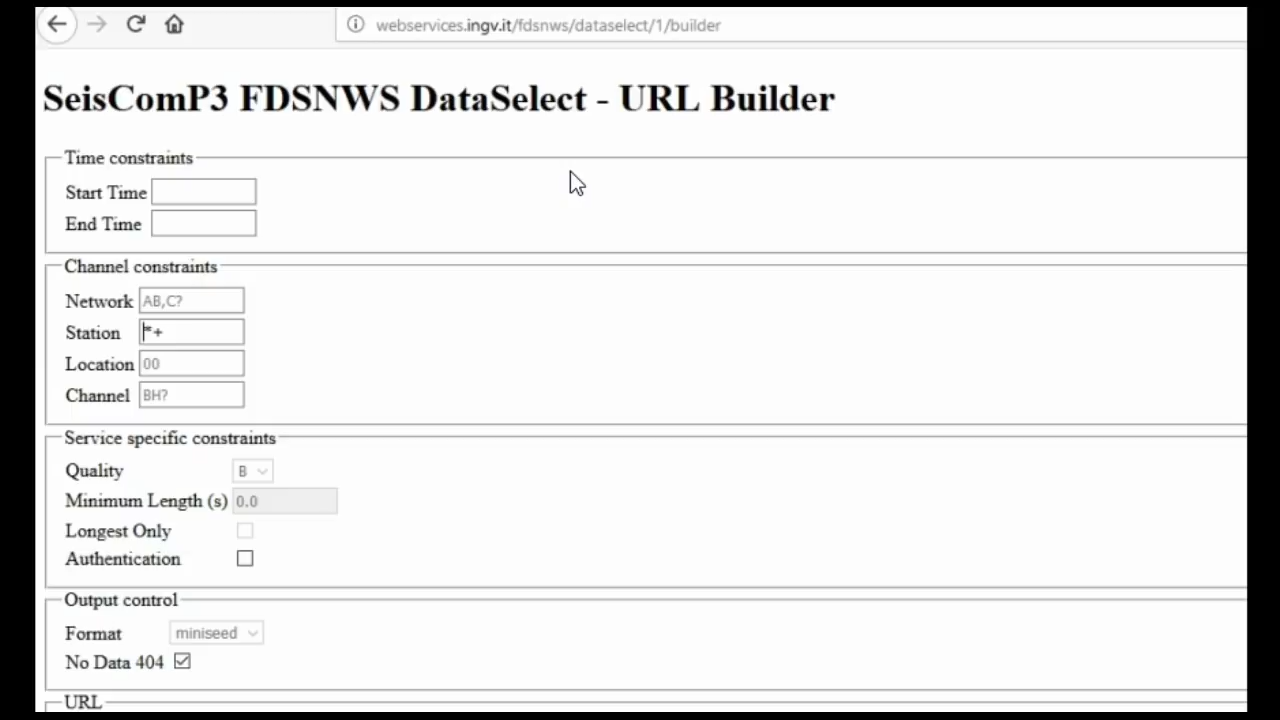 webservices.ingv.it/fdsnws/dataselect/1/builder
SeisComP3 FDSNWS DataSelect - URL Builder
Time constraints
Start Time
End Time
Channel constraints
Network AB,C?
Station *+
Location 00
Channel BH?
Service specific constraints
Quality B
Minimum Length (s) 0.0
Longest Only
Authentication
Output control
Format miniseed
No Data 404
URL